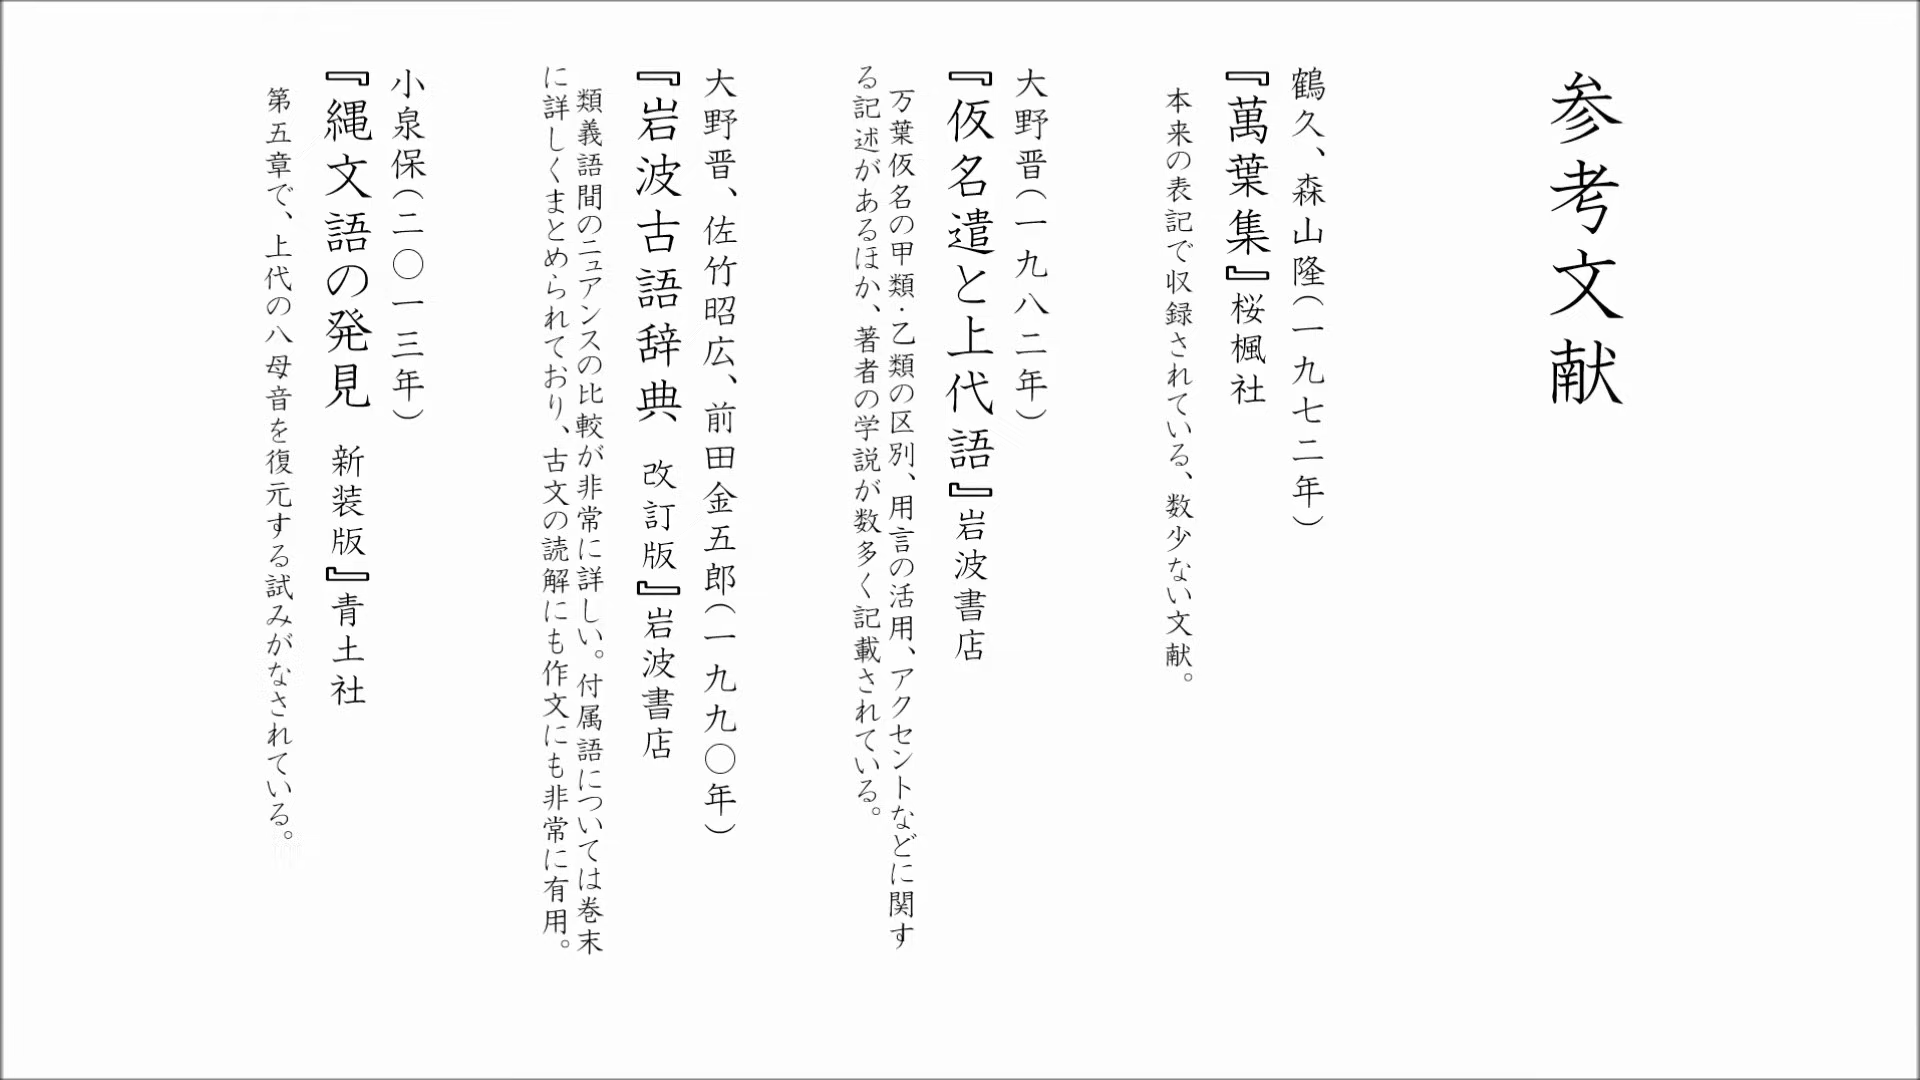 参考文献
鶴久、森山隆（一九七二年）
『萬葉集』桜楓社
本来の表記で収録されている、数少ない文献。
大野晋（一九八二年）
『仮名遣と上代語』岩波書店
万葉仮名の甲類・乙類の区別、用言の活用、アクセントなどに関す
る記述があるほか、著者の学説が数多く記載されている。
大野晋、佐竹昭広、前田金五郎（一九九〇年）
『岩波古語辞典　改訂版』岩波書店
類義語間のニュアンスの比較が非常に詳しい。付属語については巻末
に詳しくまとめられており、古文の読解にも作文にも非常に有用。
小泉保（二〇一三年）
『縄文語の発見　新装版』青土社
第五章で、上代の八母音を復元する試みがなされている。